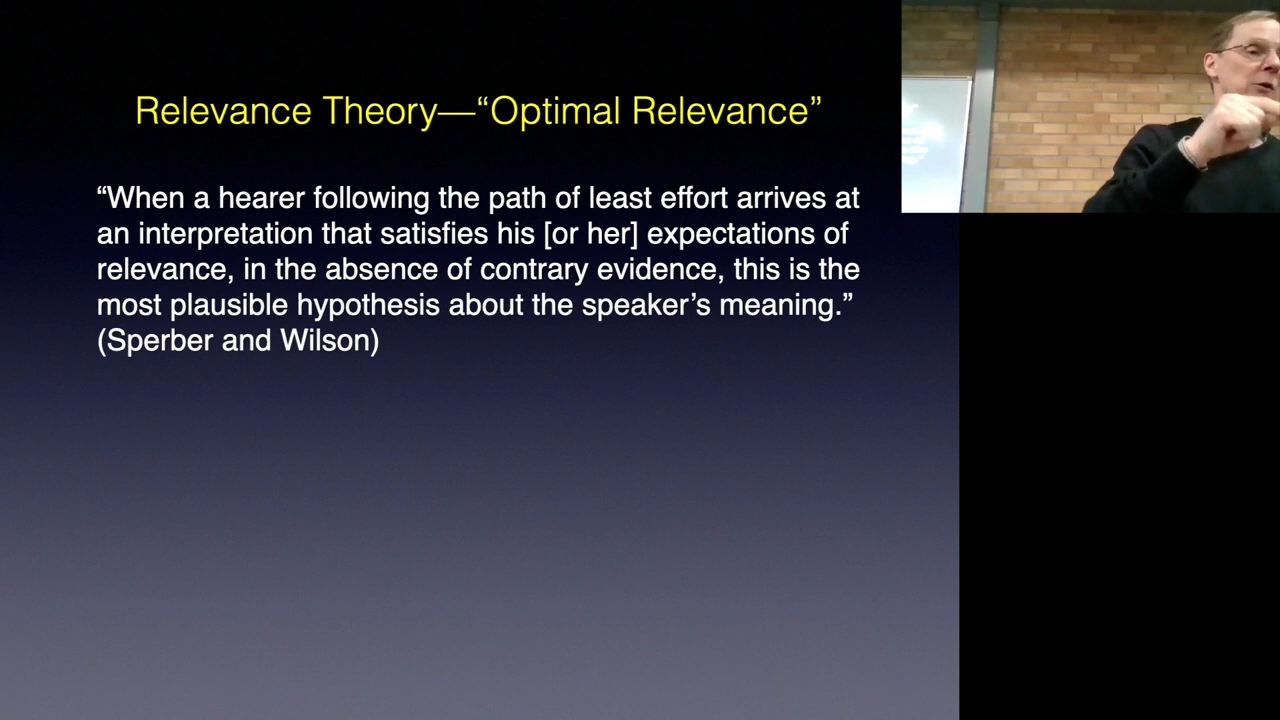 Relevance Theory—“Optimal Relevance”
“When a hearer following the path of least effort arrives at
an interpretation that satisfies his [or her] expectations of
relevance, in the absence of contrary evidence, this is the
most plausible hypothesis about the speaker’s meaning.”
(Sperber and Wilson)